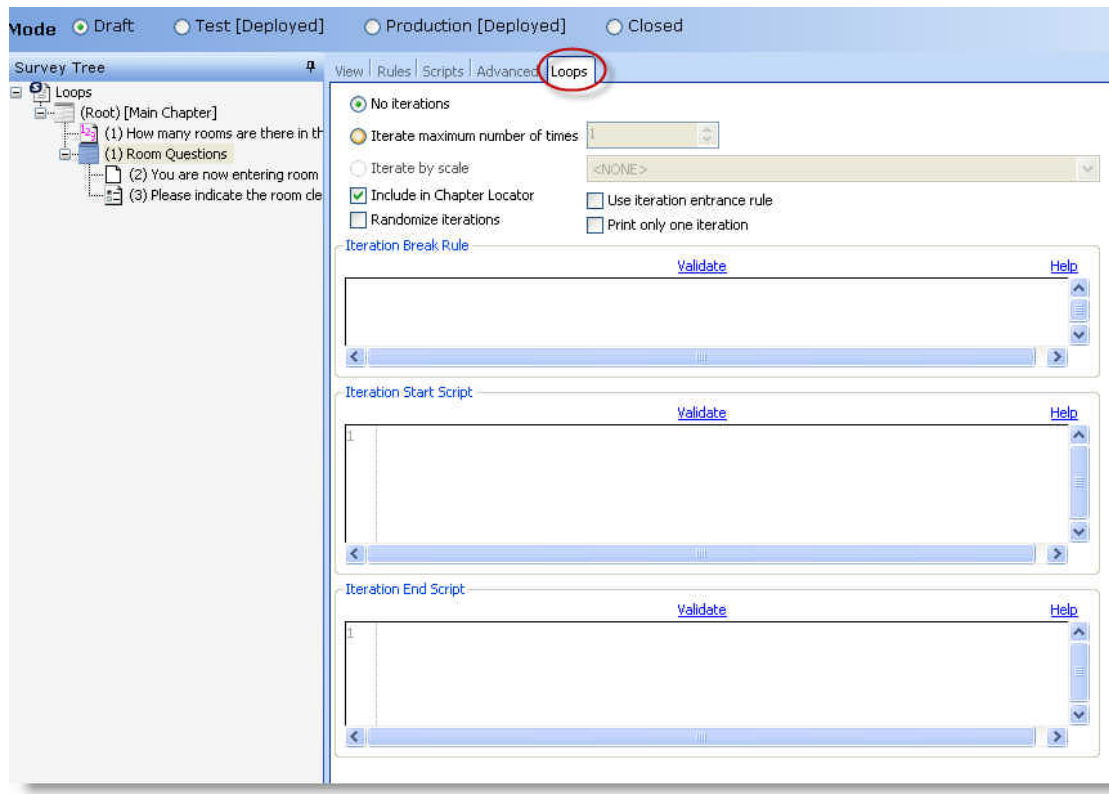 Mode Draft Test [Deployed] Production [Deployed] Closed
Survey Tree
Loops
(Root) [Main Chapter]
(1) How many rooms are there in th
(1) Room Questions
(2) You are now entering room
(3) Please indicate the room cle
View Rules Scripts Advanced Loops
No iterations
Iterate maximum number of times 1
Iterate by scale <NONE>
Include in Chapter Locator Use iteration entrance rule
Randomize iterations Print only one iteration
Iteration Break Rule
Validate Help
Iteration Start Script
Validate Help
1
Iteration End Script
Validate Help
1